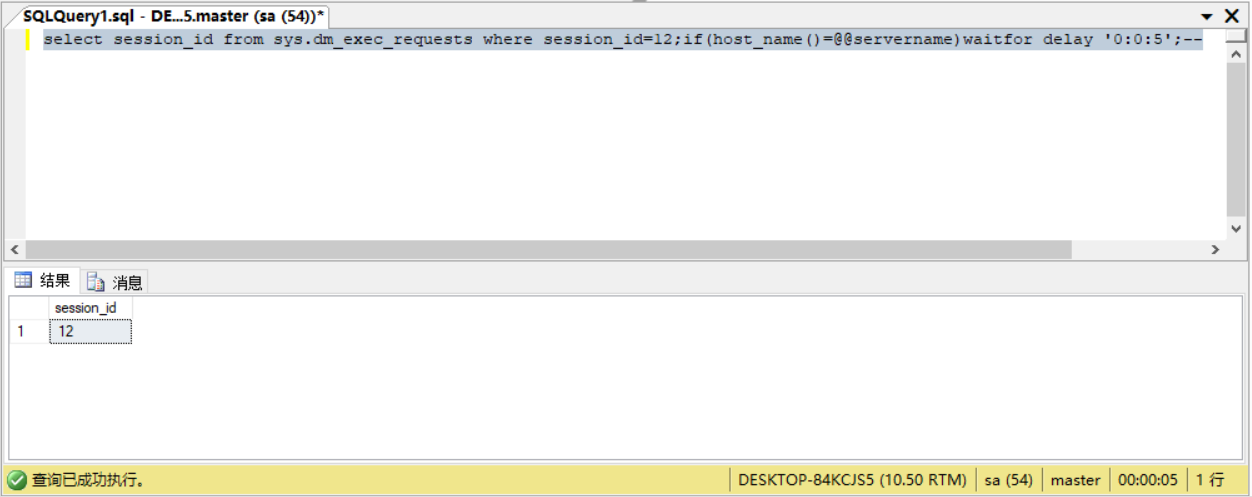 SQLQuery1.sql - DE...5.master (sa (54))*
select session_id from sys.dm_exec_requests where session_id=12;if(host_name()=@@servername)waitfor delay '0:0:5';--
结果 消息
session_id
1 12
查询已成功执行。 DESKTOP-84KCJS5 (10.50 RTM) sa (54) master 00:00:05 1 行